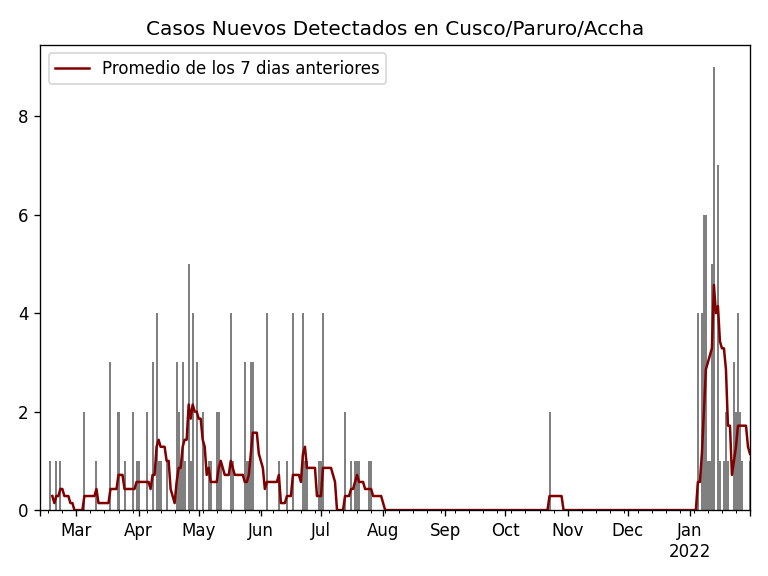 Casos Nuevos Detectados en Cusco/Paruro/Accha
Promedio de los 7 dias anteriores
8
6
4
2
0
Mar Apr May Jun Jul Aug Sep Oct Nov Dec Jan
2022